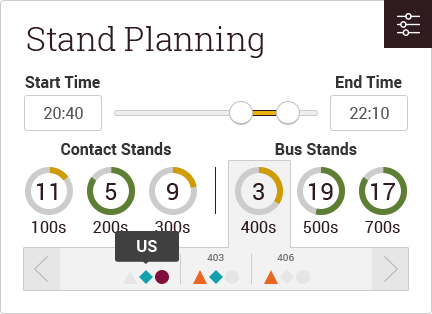 Stand Planning
Start Time
End Time
20:40
22:10
Contact Stands
Bus Stands
11
5
9
3
19
17
100s
200s
300s
400s
500s
700s
US
403
406